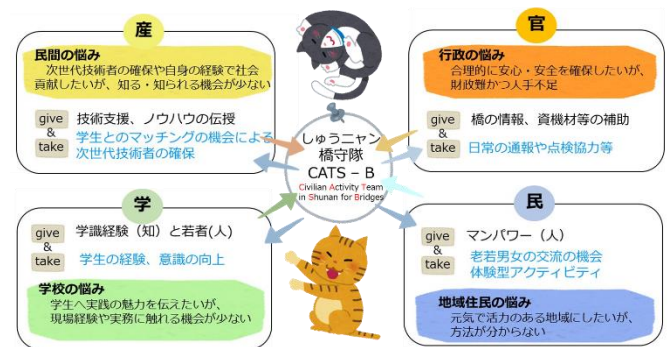 産
民間の悩み
次世代技術者の確保や自身の経験で社会
貢献したいが、知る・知られる機会が少ない
give 技術支援、ノウハウの伝授
&
take 学生とのマッチングの機会による
次世代技術者の確保
官
行政の悩み
合理的に安心・安全を確保したいが、
財政難かつ人手不足
give 橋の情報、資機材等の補助
&
take 日常の通報や点検協力等
しゅうニャン
橋守隊
CATS – B
Civilian Activity Team
in Shunan for Bridges
学
give 学識経験（知）と若者(人)
&
take 学生の経験、意識の向上
学校の悩み
学生へ実践の魅力を伝えたいが、
現場経験や実務に触れる機会が少ない
民
give マンパワー（人）
&
take 老若男女の交流の機会
体験型アクティビティ
地域住民の悩み
元気で活力のある地域にしたいが、
方法が分からない